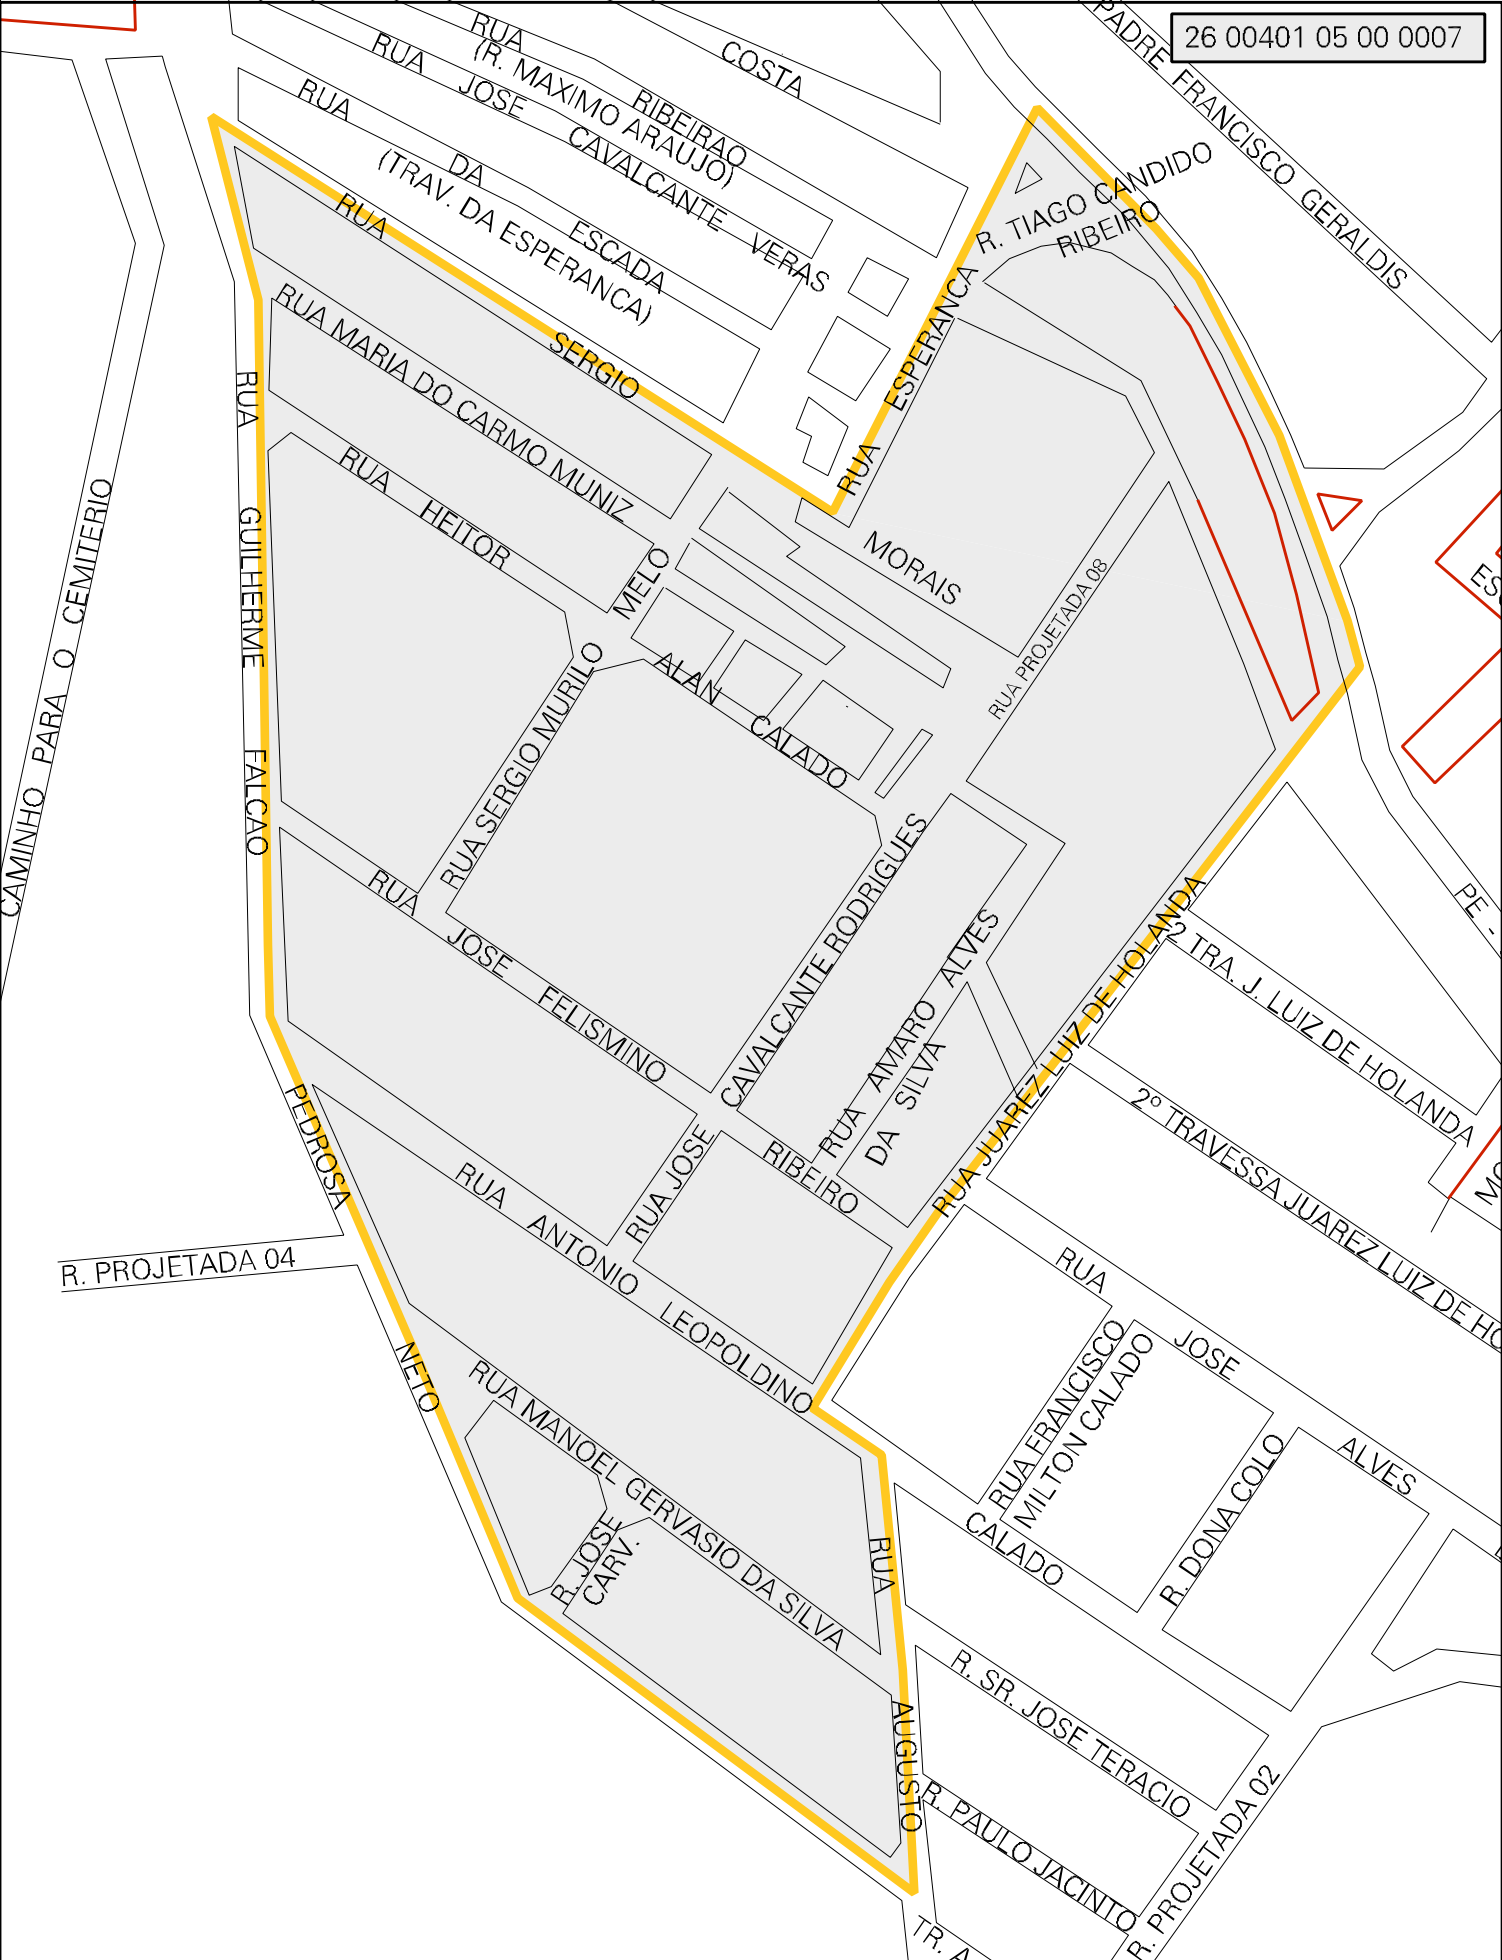 26 00401 05 00 0007
PADRE FRANCISCO GERALDIS
COSTA
RUA RIBEIRAO
(R. MAXIMO ARAUJO)
RUA JOSE CAVALCANTE VERAS
RUA DA ESCADA
(TRAV. DA ESPERANCA)
RUA SERGIO MORAIS
R. TIAGO CANDIDO
RIBEIRO
RUA ESPERANCA
RUA MARIA DO CARMO MUNIZ
RUA HEITOR
MELO
RUA GUILHERME FALCAO
PEDROSA
NETO
CAMINHO PARA O CEMITERIO
RUA PROJETADA 08
RUA SERGIO MURILO
ALAN CALADO
RUA JOSE FELISMINO
RIBEIRO
RUA JOSE
CAVALCANTE RODRIGUES
RUA AMARO ALVES
DA SILVA
RUA JUAREZ LUIZ DE HOLANDA
2 TRA. J. LUIZ DE HOLANDA
2º TRAVESSA JUAREZ LUIZ DE HO
PE -
R. PROJETADA 04
RUA ANTONIO LEOPOLDINO
RUA MANOEL GERVASIO DA SILVA
R. JOSE
CARV.
RUA JOSE ALVES
RUA FRANCISCO
MILTON CALADO
R. DONA COLO
CALADO
RUA AUGUSTO
R. SR. JOSE TERACIO
R. PAULO JACINTO
R. PROJETADA 02
TR. A